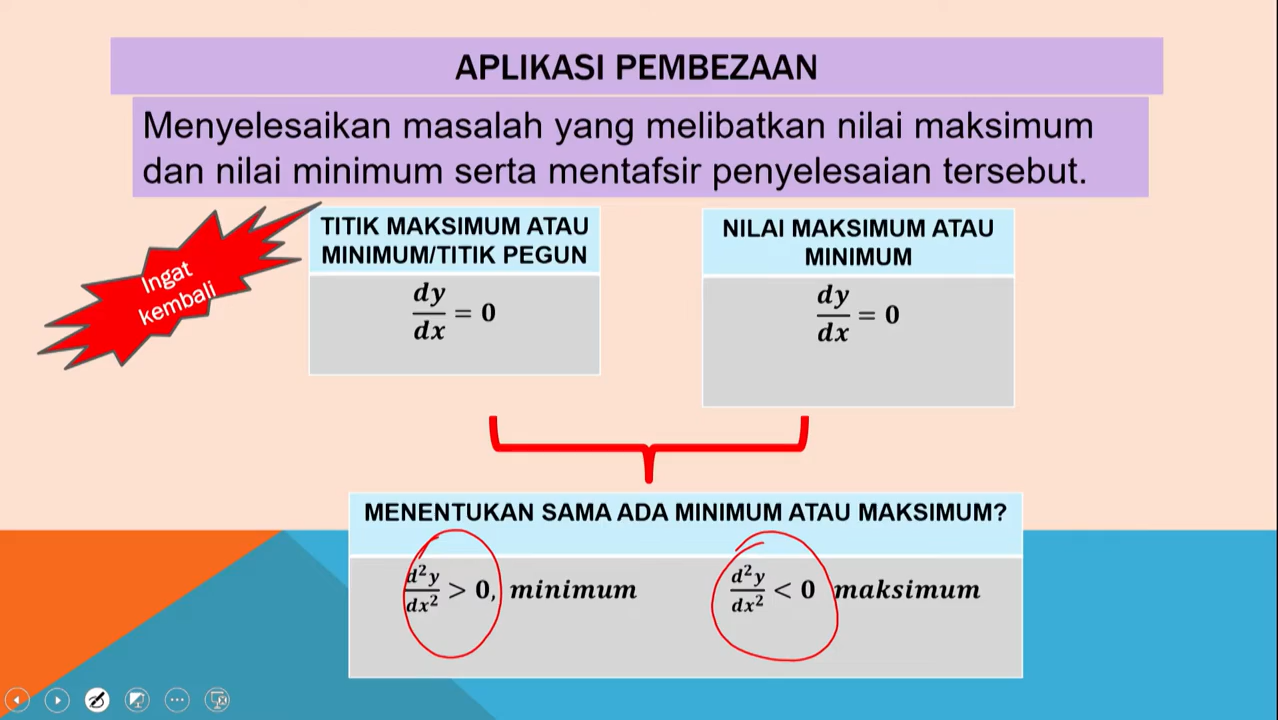 APLIKASI PEMBEZAAN
Menyelesaikan masalah yang melibatkan nilai maksimum
dan nilai minimum serta mentafsir penyelesaian tersebut.
Ingat
kembali
TITIK MAKSIMUM ATAU
MINIMUM/TITIK PEGUN
dy/dx = 0
NILAI MAKSIMUM ATAU
MINIMUM
dy/dx = 0
MENENTUKAN SAMA ADA MINIMUM ATAU MAKSIMUM?
d²y/dx² > 0, minimum
d²y/dx² < 0 maksimum